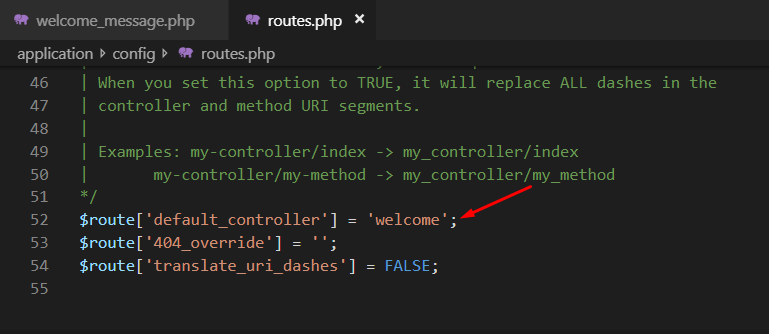 welcome_message.php
routes.php ×
application > config > routes.php
46 | When you set this option to TRUE, it will replace ALL dashes in the
47 | controller and method URI segments.
48 |
49 | Examples: my-controller/index -> my_controller/index
50 | my-controller/my-method -> my_controller/my_method
51 */
52 $route['default_controller'] = 'welcome';
53 $route['404_override'] = '';
54 $route['translate_uri_dashes'] = FALSE;
55